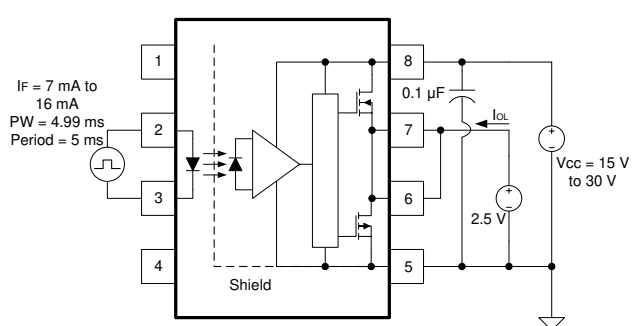 IF = 7 mA to
16 mA
PW = 4.99 ms
Period = 5 ms
1
2
3
4
Shield
8
7
6
5
0.1 µF
IOL
+
−
2.5 V
+
−
Vcc = 15 V
to 30 V